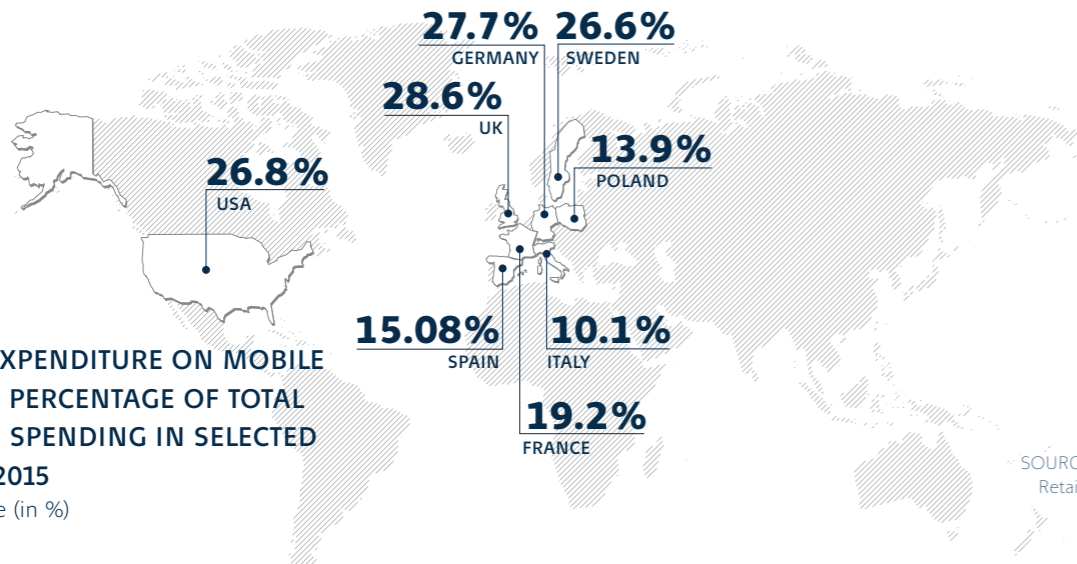 27.7%
GERMANY
26.6%
SWEDEN
28.6%
UK
13.9%
POLAND
26.8%
USA
15.08%
SPAIN
10.1%
ITALY
19.2%
FRANCE
XPENDITURE ON MOBILE
PERCENTAGE OF TOTAL
SPENDING IN SELECTED
2015
e (in %)
SOURC
Retai